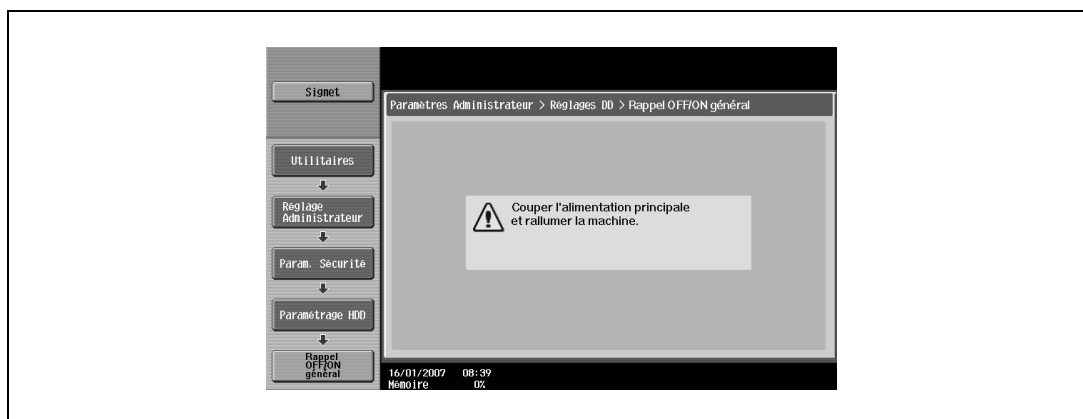 Signet
Paramètres Administrateur > Réglages DD > Rappel OFF/ON général
Utilitaires
Réglage
Administrateur
Param. Sécurité
Paramétrage HDD
Rappel
OFF/ON
général
Couper l'alimentation principale
et rallumer la machine.
16/01/2007 08:39
Mémoire 0%